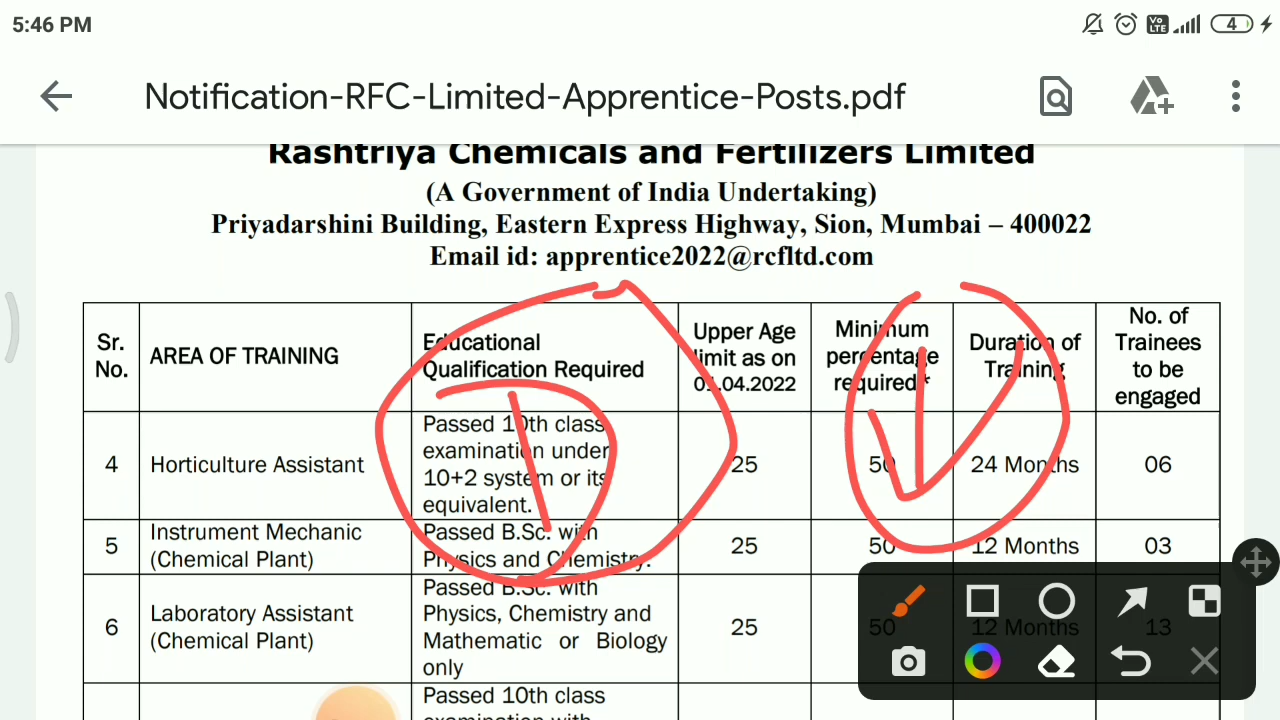 5:46 PM
Vo LTE
4
Notification-RFC-Limited-Apprentice-Posts.pdf
Rashtriya Chemicals and Fertilizers Limited
(A Government of India Undertaking)
Priyadarshini Building, Eastern Express Highway, Sion, Mumbai – 400022
Email id: apprentice2022@rcfltd.com
Sr. No.
AREA OF TRAINING
Educational
Qualification Required
Upper Age
limit as on
01.04.2022
Minimum
percentage
required*
Duration of
Training
No. of
Trainees
to be
engaged
4
Horticulture Assistant
Passed 10th class
examination under
10+2 system or its
equivalent.
25
50
24 Months
06
5
Instrument Mechanic
(Chemical Plant)
Passed B.Sc. with
Physics and Chemistry.
25
50
12 Months
03
6
Laboratory Assistant
(Chemical Plant)
Passed B.Sc. with
Physics, Chemistry and
Mathematic or Biology
only
25
50
12 Months
13
Passed 10th class
examination with